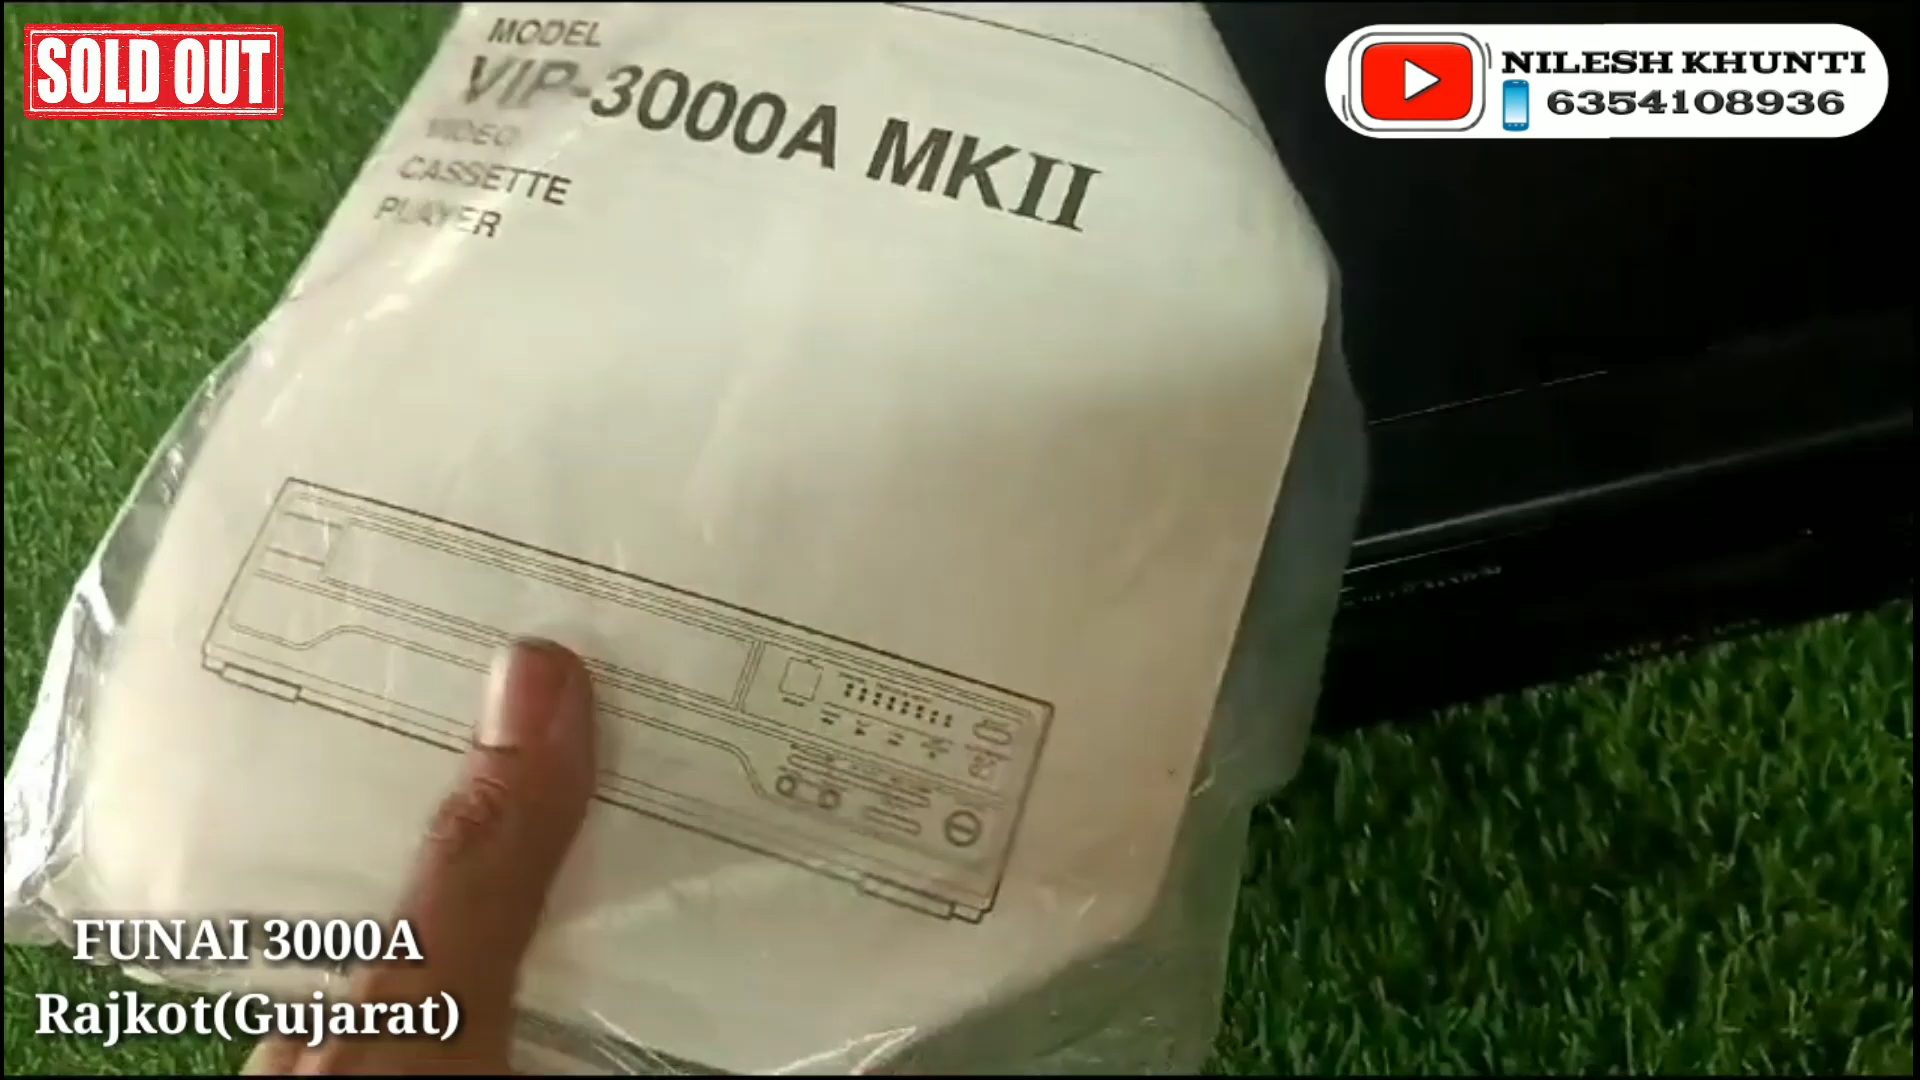 SOLD OUT
NILESH KHUNTI
6354108936
MODEL
VIP-3000A MKII
VIDEO
CASSETTE
PLAYER
FUNAI 3000A
Rajkot(Gujarat)